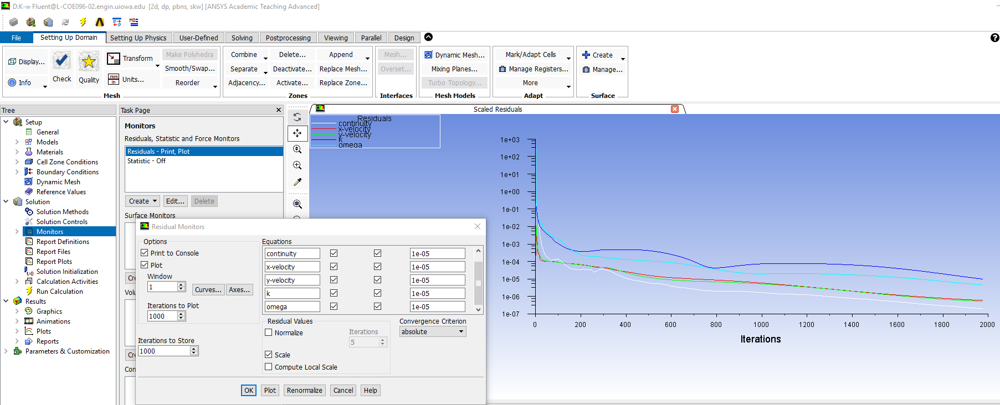 D:K-w Fluent@L-COE096-02.engin.uiowa.edu [2d, dp, pbns, skw] [ANSYS Academic Teaching Advanced]
File
Setting Up Domain
Setting Up Physics
User-Defined
Solving
Postprocessing
Viewing
Parallel
Design
Display...
Info
Check
Quality
Transform
Units...
Make Polyhedra
Smooth/Swap...
Reorder
Mesh
Combine
Delete...
Append
Separate
Deactivate...
Replace Mesh...
Adjacency...
Activate...
Replace Zone...
Zones
Mesh...
Overset...
Interfaces
Dynamic Mesh...
Mixing Planes...
Turbo Topology...
Mesh Models
Mark/Adapt Cells
Manage Registers...
More
Adapt
Create
Manage...
Surface
Tree
Setup
General
Models
Materials
Cell Zone Conditions
Boundary Conditions
Dynamic Mesh
Reference Values
Solution
Solution Methods
Solution Controls
Monitors
Report Definitions
Report Files
Report Plots
Solution Initialization
Calculation Activities
Run Calculation
Results
Graphics
Animations
Plots
Reports
Parameters & Customization
Task Page
Monitors
Residuals, Statistic and Force Monitors
Residuals - Print, Plot
Statistic - Off
Create
Edit...
Delete
Surface Monitors
Cre
Volu
Cre
Con
Residual Monitors
Options
Print to Console
Plot
Window
1
Curves...
Axes...
Iterations to Plot
1000
Iterations to Store
1000
Equations
continuity
1e-05
x-velocity
1e-05
y-velocity
1e-05
k
1e-05
omega
1e-05
Residual Values
Normalize
Iterations
5
Scale
Compute Local Scale
Convergence Criterion
absolute
OK
Plot
Renormalize
Cancel
Help
Scaled Residuals
Residuals
continuity
x-velocity
y-velocity
k
omega
1e+03
1e+02
1e+01
1e+00
1e-01
1e-02
1e-03
1e-04
1e-05
1e-06
1e-07
0
200
400
600
800
1000
1200
1400
1600
1800
2000
Iterations